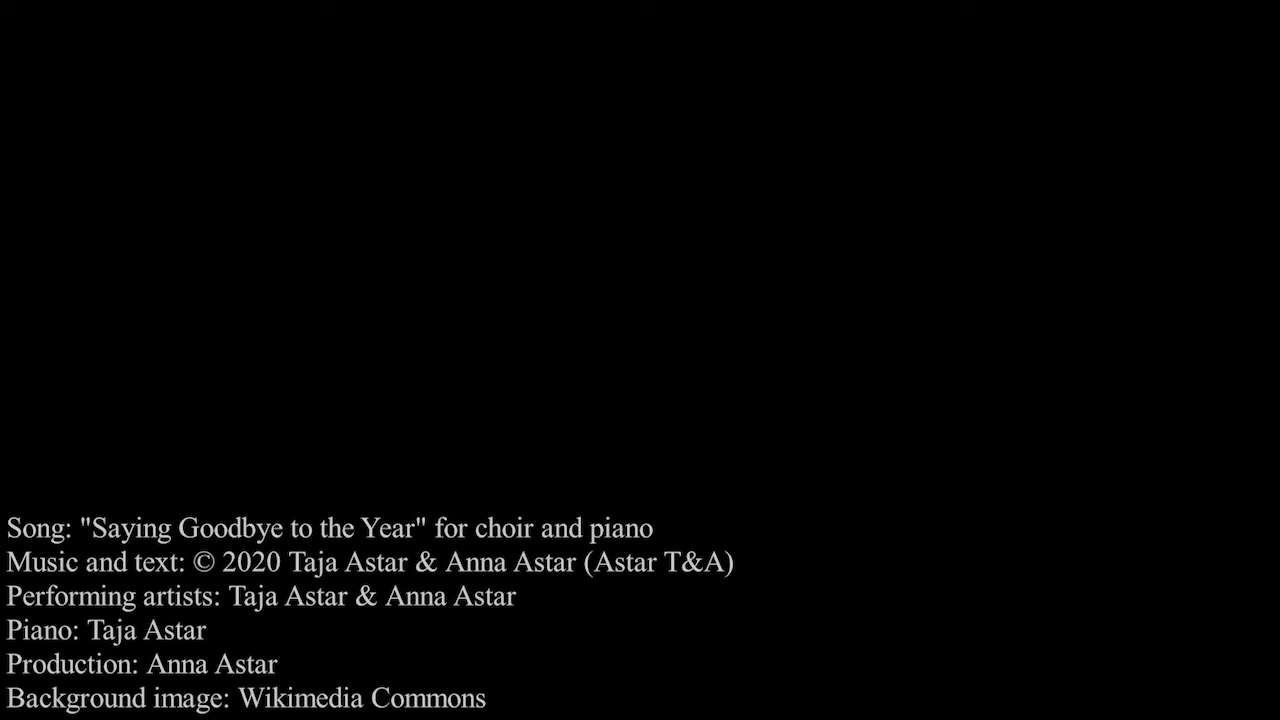 Song: "Saying Goodbye to the Year" for choir and piano
Music and text: © 2020 Taja Astar & Anna Astar (Astar T&A)
Performing artists: Taja Astar & Anna Astar
Piano: Taja Astar
Production: Anna Astar
Background image: Wikimedia Commons